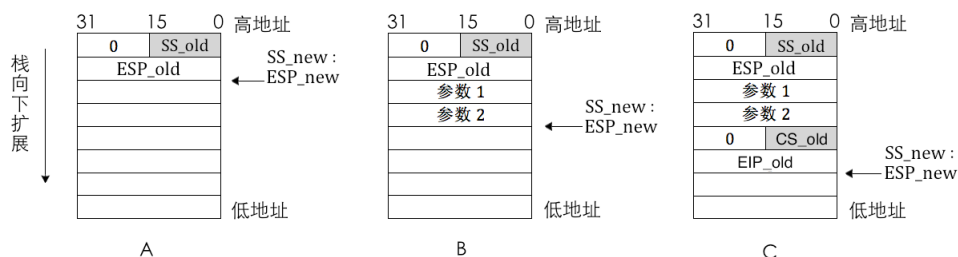 31 15 0 高地址
0 SS_old
ESP_old
SS_new :
ESP_new
栈向下扩展
低地址
A
31 15 0 高地址
0 SS_old
ESP_old
参数 1
参数 2
SS_new :
ESP_new
低地址
B
31 15 0 高地址
0 SS_old
ESP_old
参数 1
参数 2
0 CS_old
EIP_old
SS_new :
ESP_new
低地址
C